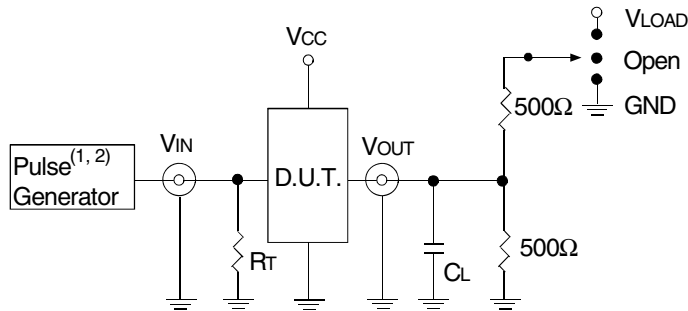 VLOAD
VCC
Open
500Ω
GND
VIN
VOUT
Pulse(1, 2)
Generator
D.U.T.
RT
CL
500Ω